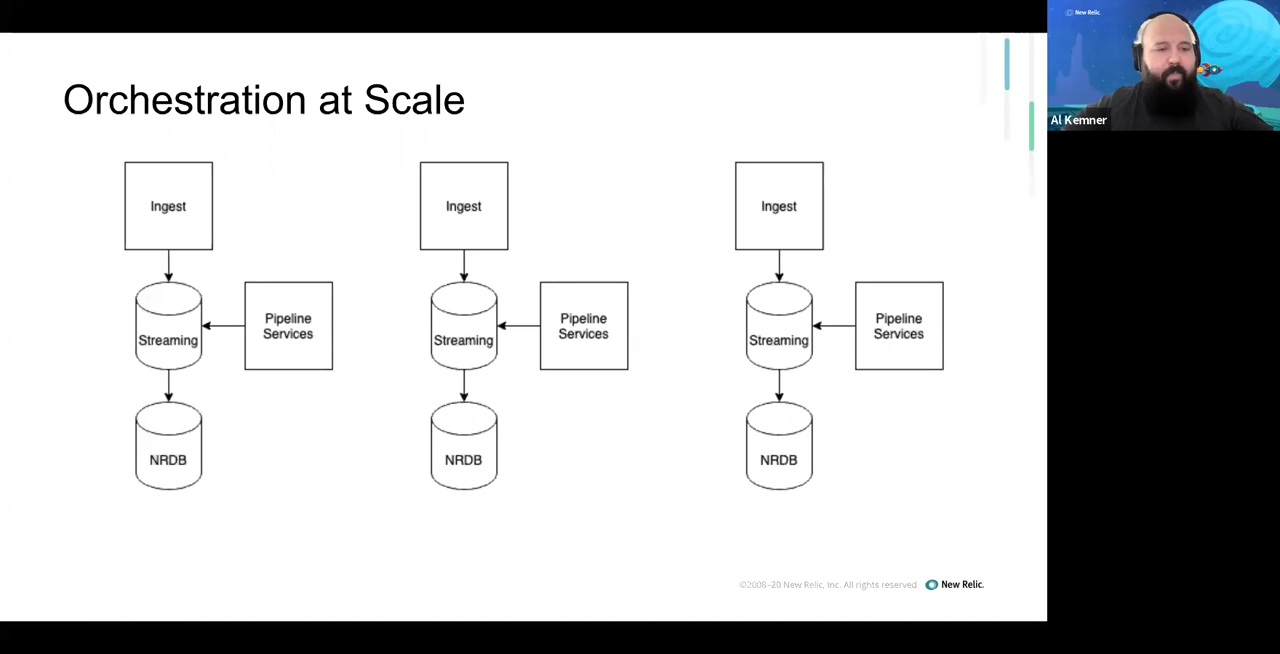 New Relic.
Al Kemner
Orchestration at Scale
Ingest
Ingest
Ingest
Streaming
Pipeline
Services
Streaming
Pipeline
Services
Streaming
Pipeline
Services
NRDB
NRDB
NRDB
©2008–20 New Relic, Inc. All rights reserved
New Relic.